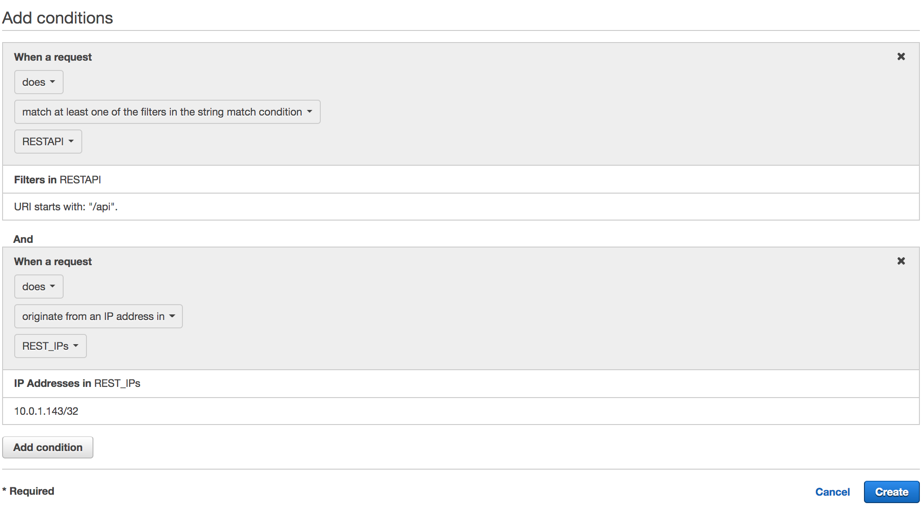 Add conditions
When a request
does
match at least one of the filters in the string match condition
RESTAPI
Filters in RESTAPI
URI starts with: "/api".
And
When a request
does
originate from an IP address in
REST_IPs
IP Addresses in REST_IPs
10.0.1.143/32
Add condition
* Required
Cancel
Create